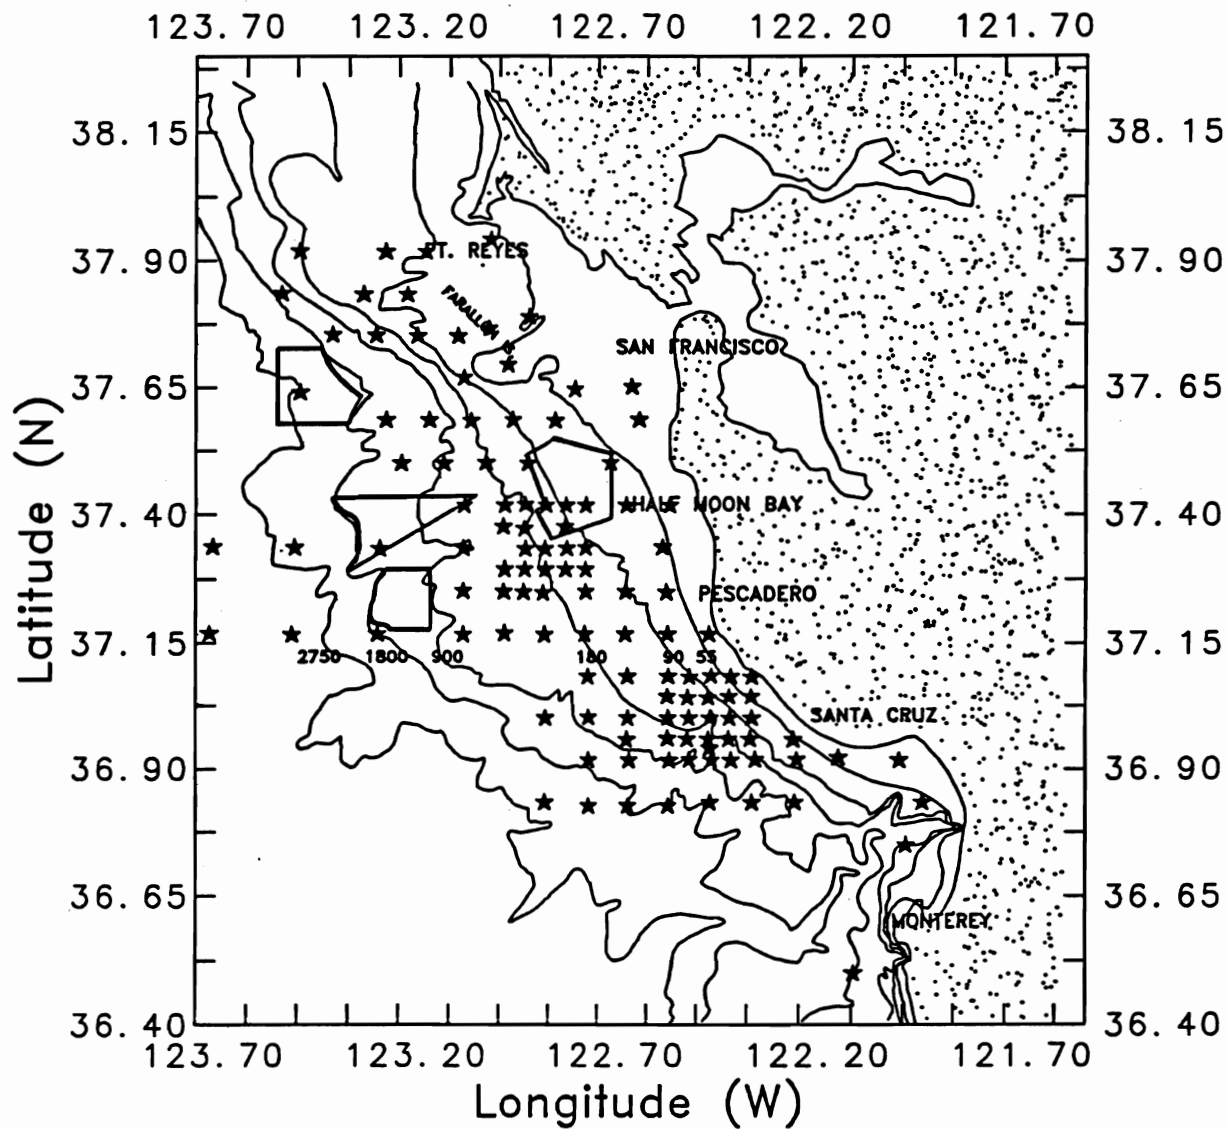 123.70 123.20 122.70 122.20 121.70
38.15 38.15
37.90 PT. REYES 37.90
FARALLON
SAN FRANCISCO
37.65 37.65
37.40 HALF MOON BAY 37.40
PESCADERO
37.15 37.15
2750 1800 900 180 90 55
SANTA CRUZ
36.90 36.90
36.65 36.65
MONTEREY
36.40 36.40
123.70 123.20 122.70 122.20 121.70
Longitude (W)
Latitude (N)